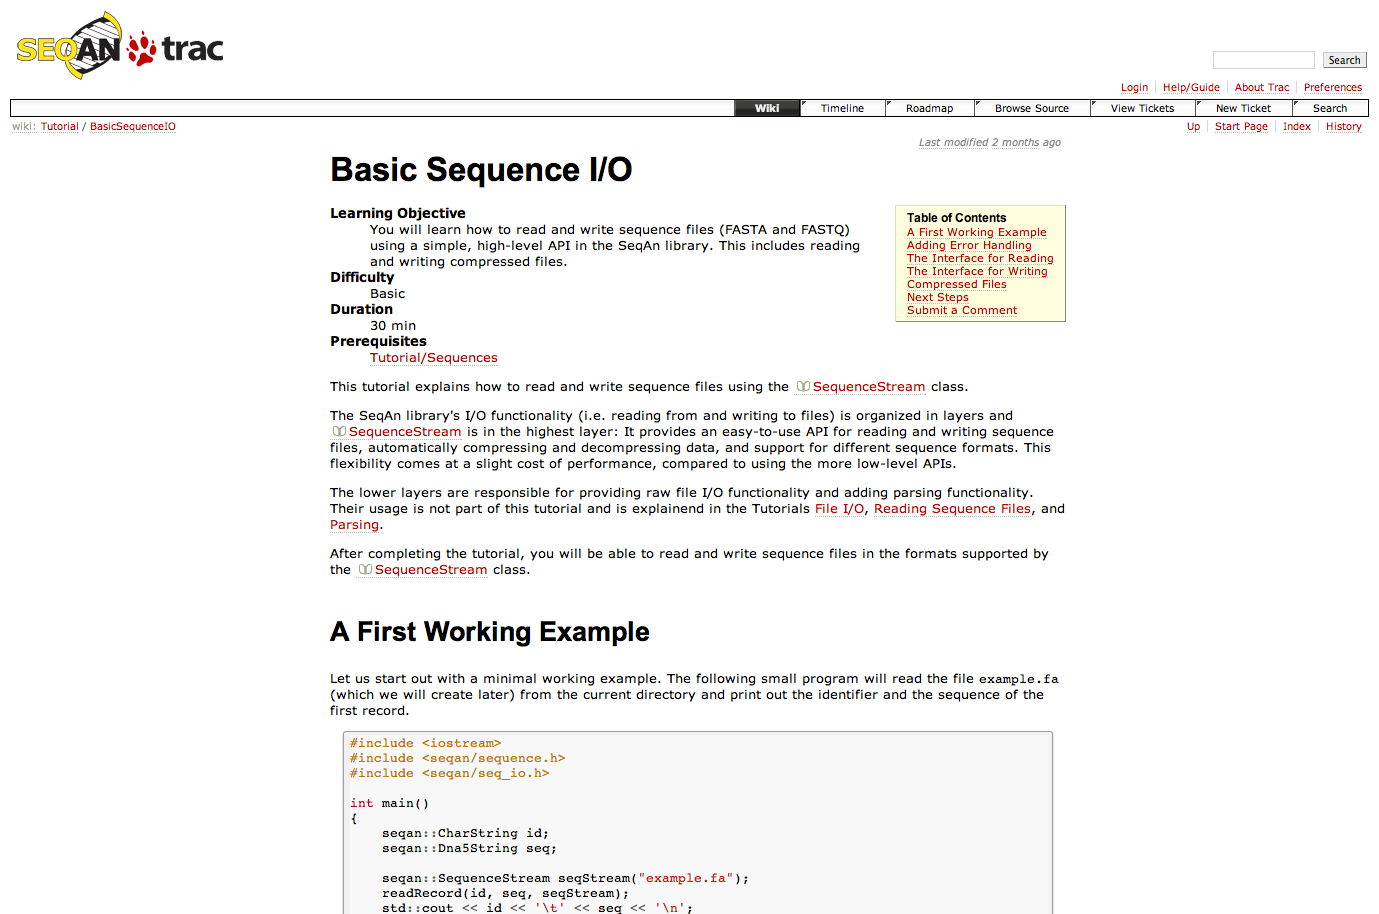 SEQAN trac
Search
Login Help/Guide About Trac Preferences
Wiki Timeline Roadmap Browse Source View Tickets New Ticket Search
wiki: Tutorial / BasicSequenceIO
Up Start Page Index History
Last modified 2 months ago
Basic Sequence I/O
Learning Objective
You will learn how to read and write sequence files (FASTA and FASTQ)
using a simple, high-level API in the SeqAn library. This includes reading
and writing compressed files.
Difficulty
Basic
Duration
30 min
Prerequisites
Tutorial/Sequences
Table of Contents
A First Working Example
Adding Error Handling
The Interface for Reading
The Interface for Writing
Compressed Files
Next Steps
Submit a Comment
This tutorial explains how to read and write sequence files using the SequenceStream class.
The SeqAn library's I/O functionality (i.e. reading from and writing to files) is organized in layers and
SequenceStream is in the highest layer: It provides an easy-to-use API for reading and writing sequence
files, automatically compressing and decompressing data, and support for different sequence formats. This
flexibility comes at a slight cost of performance, compared to using the more low-level APIs.
The lower layers are responsible for providing raw file I/O functionality and adding parsing functionality.
Their usage is not part of this tutorial and is explainend in the Tutorials File I/O, Reading Sequence Files, and
Parsing.
After completing the tutorial, you will be able to read and write sequence files in the formats supported by
the SequenceStream class.
A First Working Example
Let us start out with a minimal working example. The following small program will read the file example.fa
(which we will create later) from the current directory and print out the identifier and the sequence of the
first record.
#include <iostream>
#include <seqan/sequence.h>
#include <seqan/seq_io.h>
int main()
{
seqan::CharString id;
seqan::Dna5String seq;
seqan::SequenceStream seqStream("example.fa");
readRecord(id, seq, seqStream);
std::cout << id << '\t' << seq << '\n';